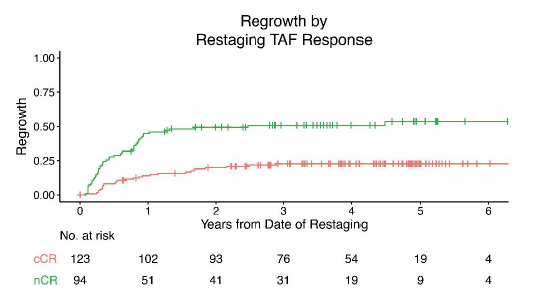 Regrowth by
Restaging TAF Response
1.00
0.75
0.50
0.25
0.00
Regrowth
0 1 2 3 4 5 6
Years from Date of Restaging
No. at risk
cCR 123 102 93 76 54 19 4
nCR 94 51 41 31 19 9 4